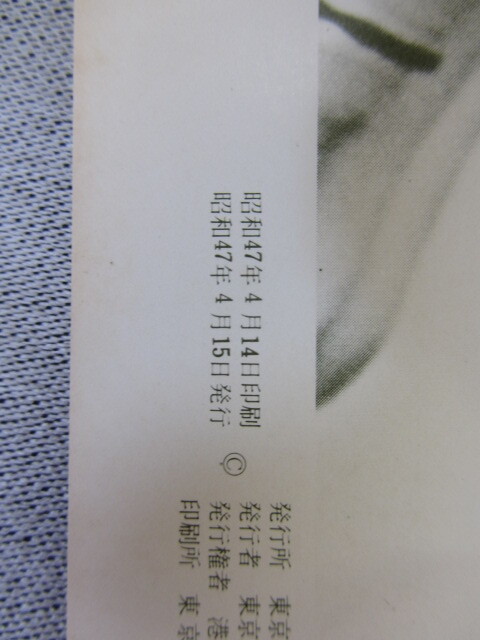 昭和47年 4 月14日印刷
昭和47年 4 月15日発行 ©
発行所 東京
発行者 東京
発行権者 港
印刷所 東京